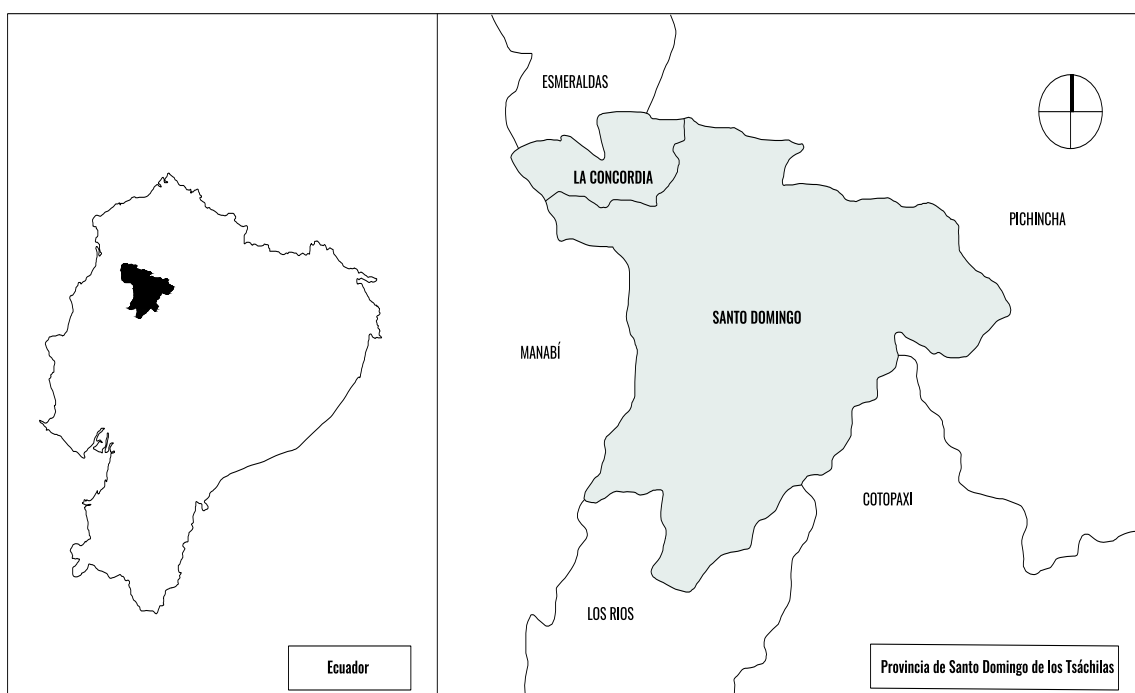 ESMERALDAS
LA CONCORDIA
PICHINCHA
SANTO DOMINGO
MANABÍ
COTOPAXI
LOS RIOS
Ecuador
Provincia de Santo Domingo de los Tsáchilas